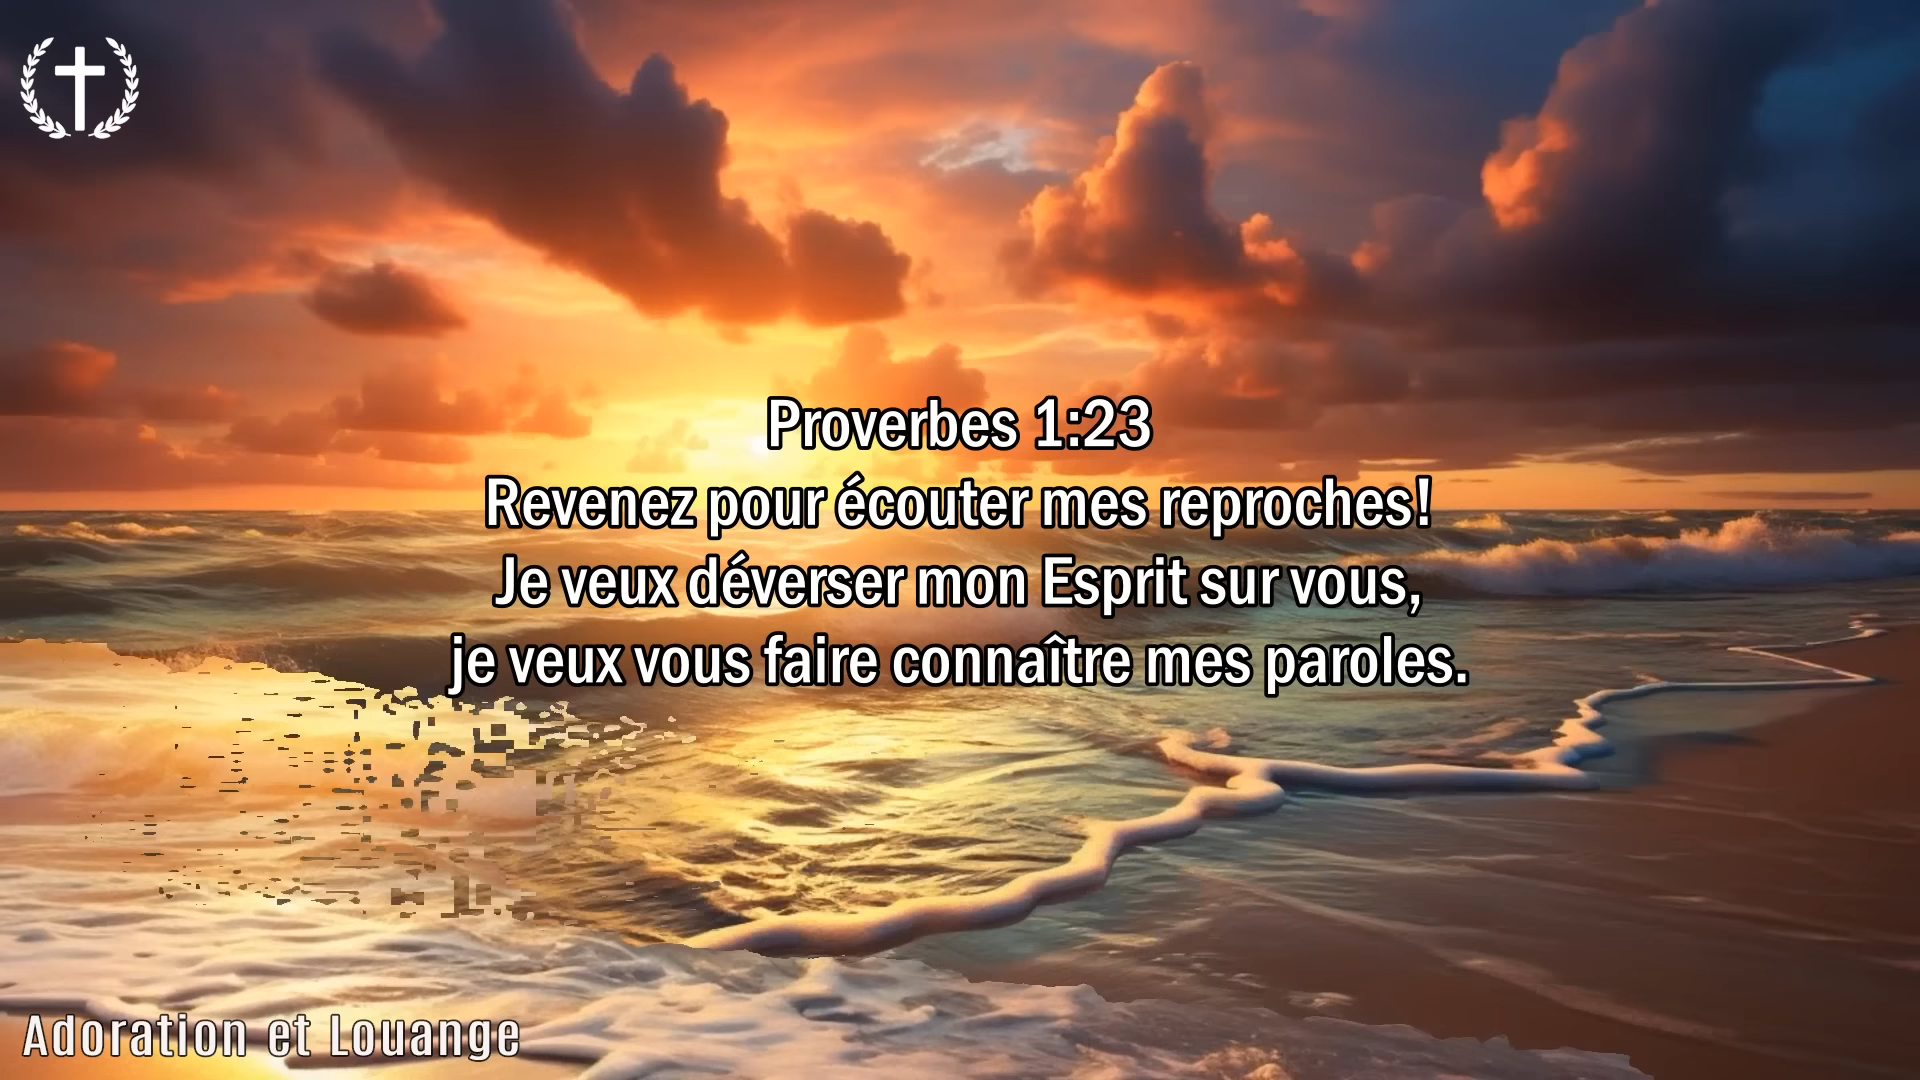 Proverbes 1:23
Revenez pour écouter mes reproches!
Je veux déverser mon Esprit sur vous,
je veux vous faire connaître mes paroles.
Adoration et Louange